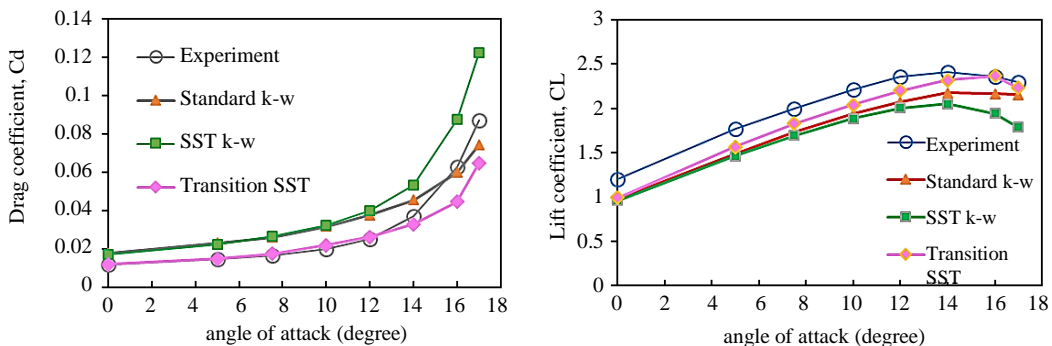 Drag coefficient, Cd
0.14
0.12
0.10
0.08
0.06
0.04
0.02
0
Experiment
Standard k-w
SST k-w
Transition SST
0 2 4 6 8 10 12 14 16 18
angle of attack (degree)
Lift coefficient, CL
3
2.5
2
1.5
1
0.5
0
Experiment
Standard k-w
SST k-w
Transition
SST
0 2 4 6 8 10 12 14 16 18
angle of attack (degree)